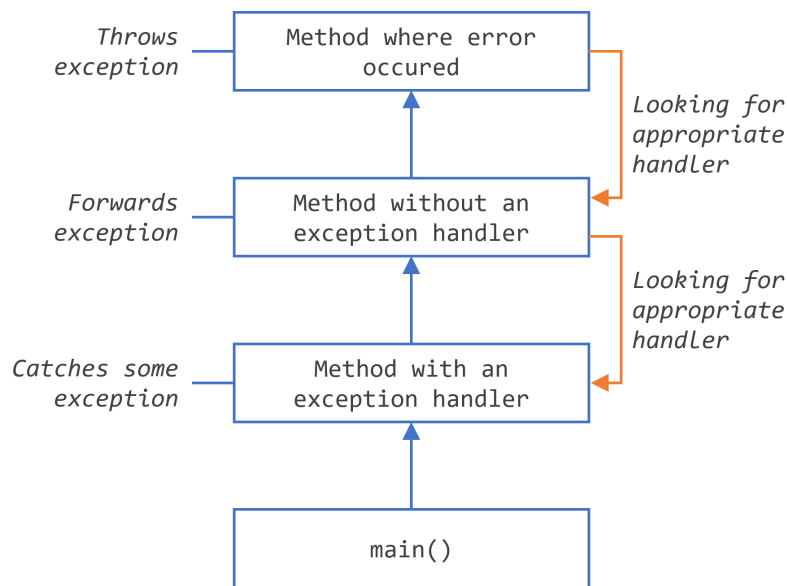 Throws
exception
Method where error
occured
Looking for
appropriate
handler
Forwards
exception
Method without an
exception handler
Looking for
appropriate
handler
Catches some
exception
Method with an
exception handler
main()